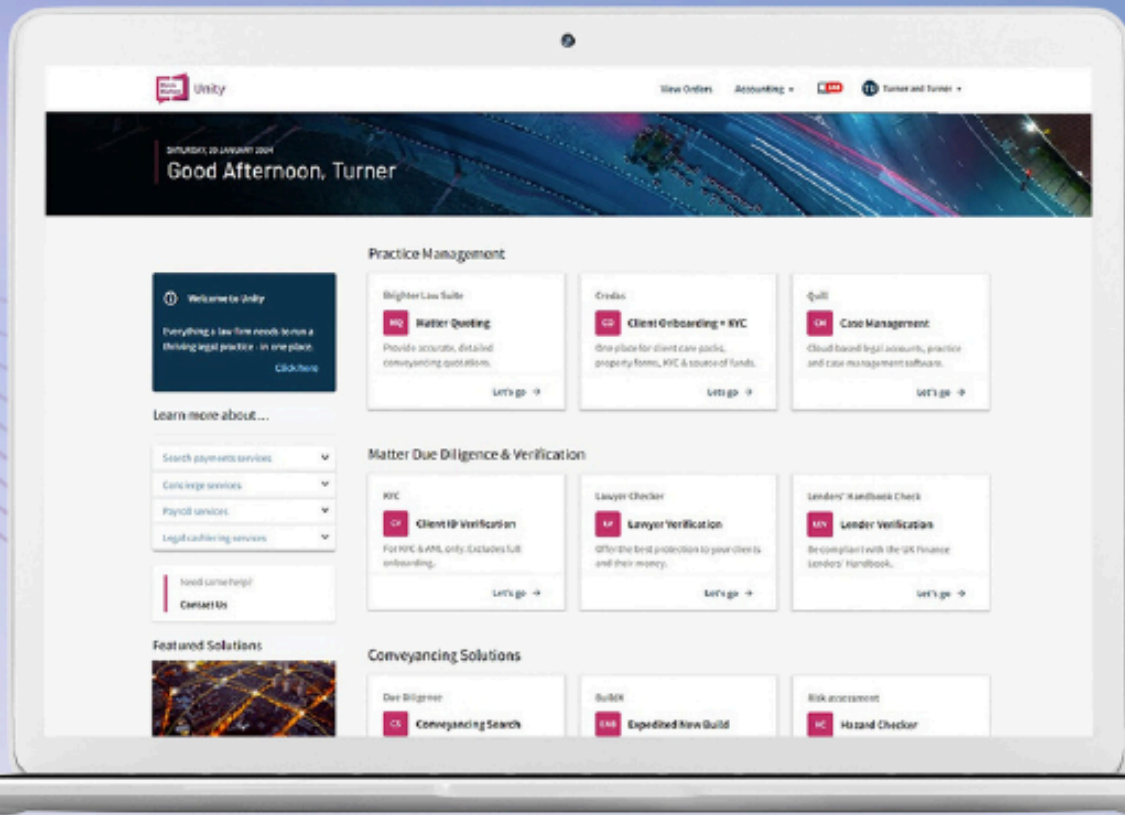 Unity
View Orders
Accounting
Turner and Turner
SATURDAY, 20 JANUARY 2024
Good Afternoon, Turner
Welcome to Unity
Everything a law firm needs to run a
thriving legal practice - in one place.
Click here
Learn more about...
Search payments services
Concierge services
Payroll services
Legal cashiering services
Need some help?
Contact Us
Featured Solutions
Practice Management
Brighter Law Suite
MQ Matter Quoting
Provide accurate, detailed
conveyancing quotations.
Let's go →
Credas
CO Client Onboarding + KYC
One place for client care packs,
property forms, KYC & source of funds.
Lets go →
Quill
CM Case Management
Cloud based legal accounts, practice
and case management software.
Let's go →
Matter Due Diligence & Verification
KYC
CV Client ID Verification
For KYC & AML only. Excludes full
onboarding.
Let's go →
Lawyer Checker
LV Lawyer Verification
Offer the best protection to your clients
and their money.
Let's go →
Lenders' Handbook Check
Lender Verification
Be compliant with the UK Finance
Lenders' Handbook.
Let's go →
Conveyancing Solutions
Due Diligence
CS Conveyancing Search
BuildX
ENB Expedited New Build
Risk assessment
HC Hazard Checker